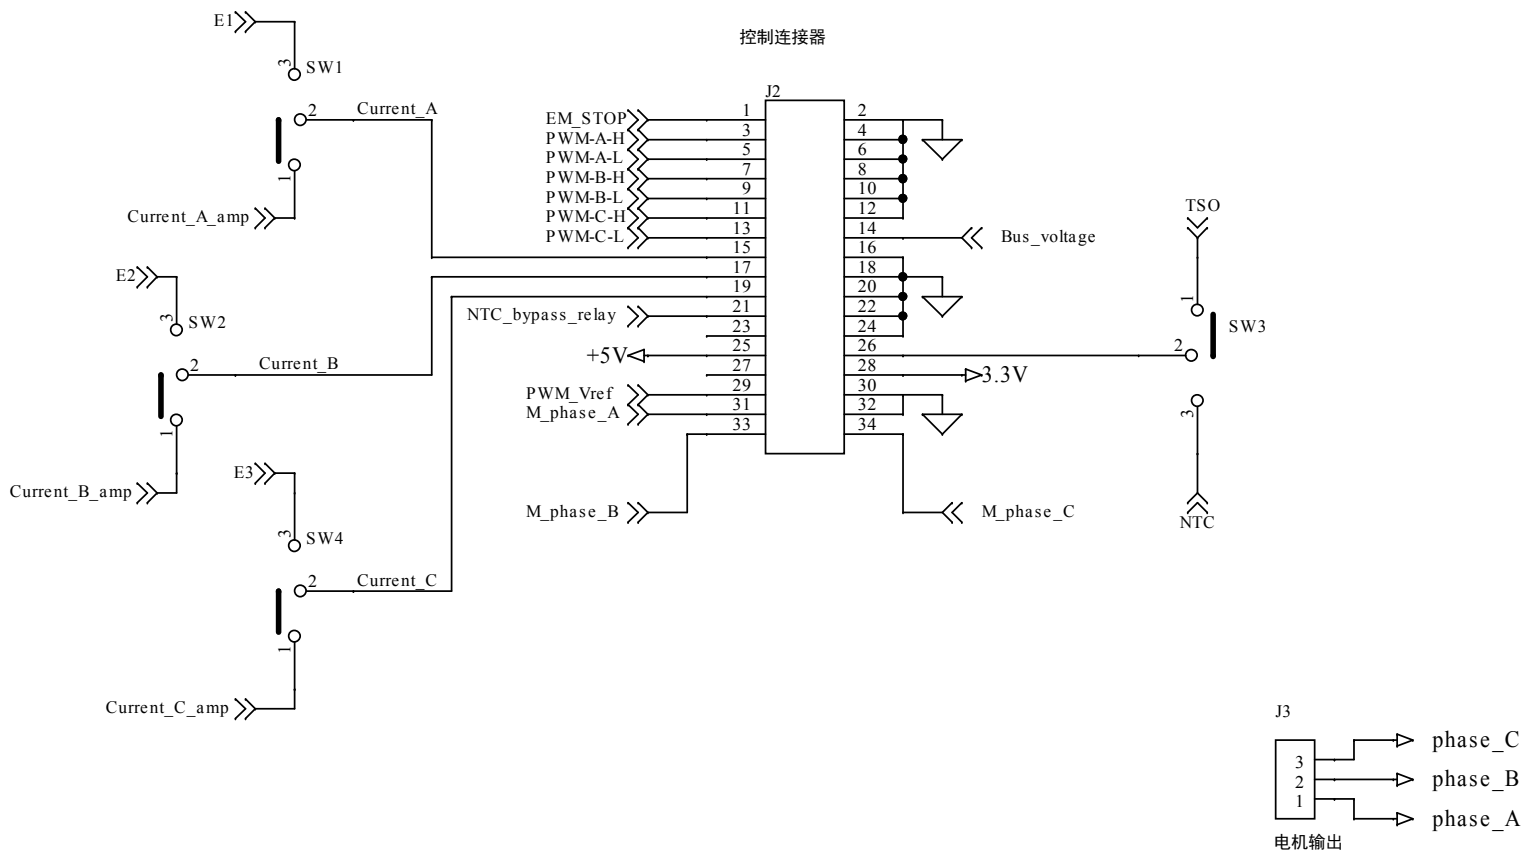 E1
3
SW1
2
Current_A
1
Current_A_amp
E2
3
SW2
2
Current_B
1
Current_B_amp
E3
3
SW4
2
Current_C
1
Current_C_amp
控制连接器
J2
EM_STOP 1 2
PWM-A-H 3 4
PWM-A-L 5 6
PWM-B-H 7 8
PWM-B-L 9 10
PWM-C-H 11 12
PWM-C-L 13 14 Bus_voltage
15 16
17 18
19 20
NTC_bypass_relay 21 22
23 24
+5V 25 26
27 28 3.3V
PWM_Vref 29 30
M_phase_A 31 32
33 34
M_phase_B
M_phase_C
TSO
1
SW3
2
3
NTC
J3
3 phase_C
2 phase_B
1 phase_A
电机输出